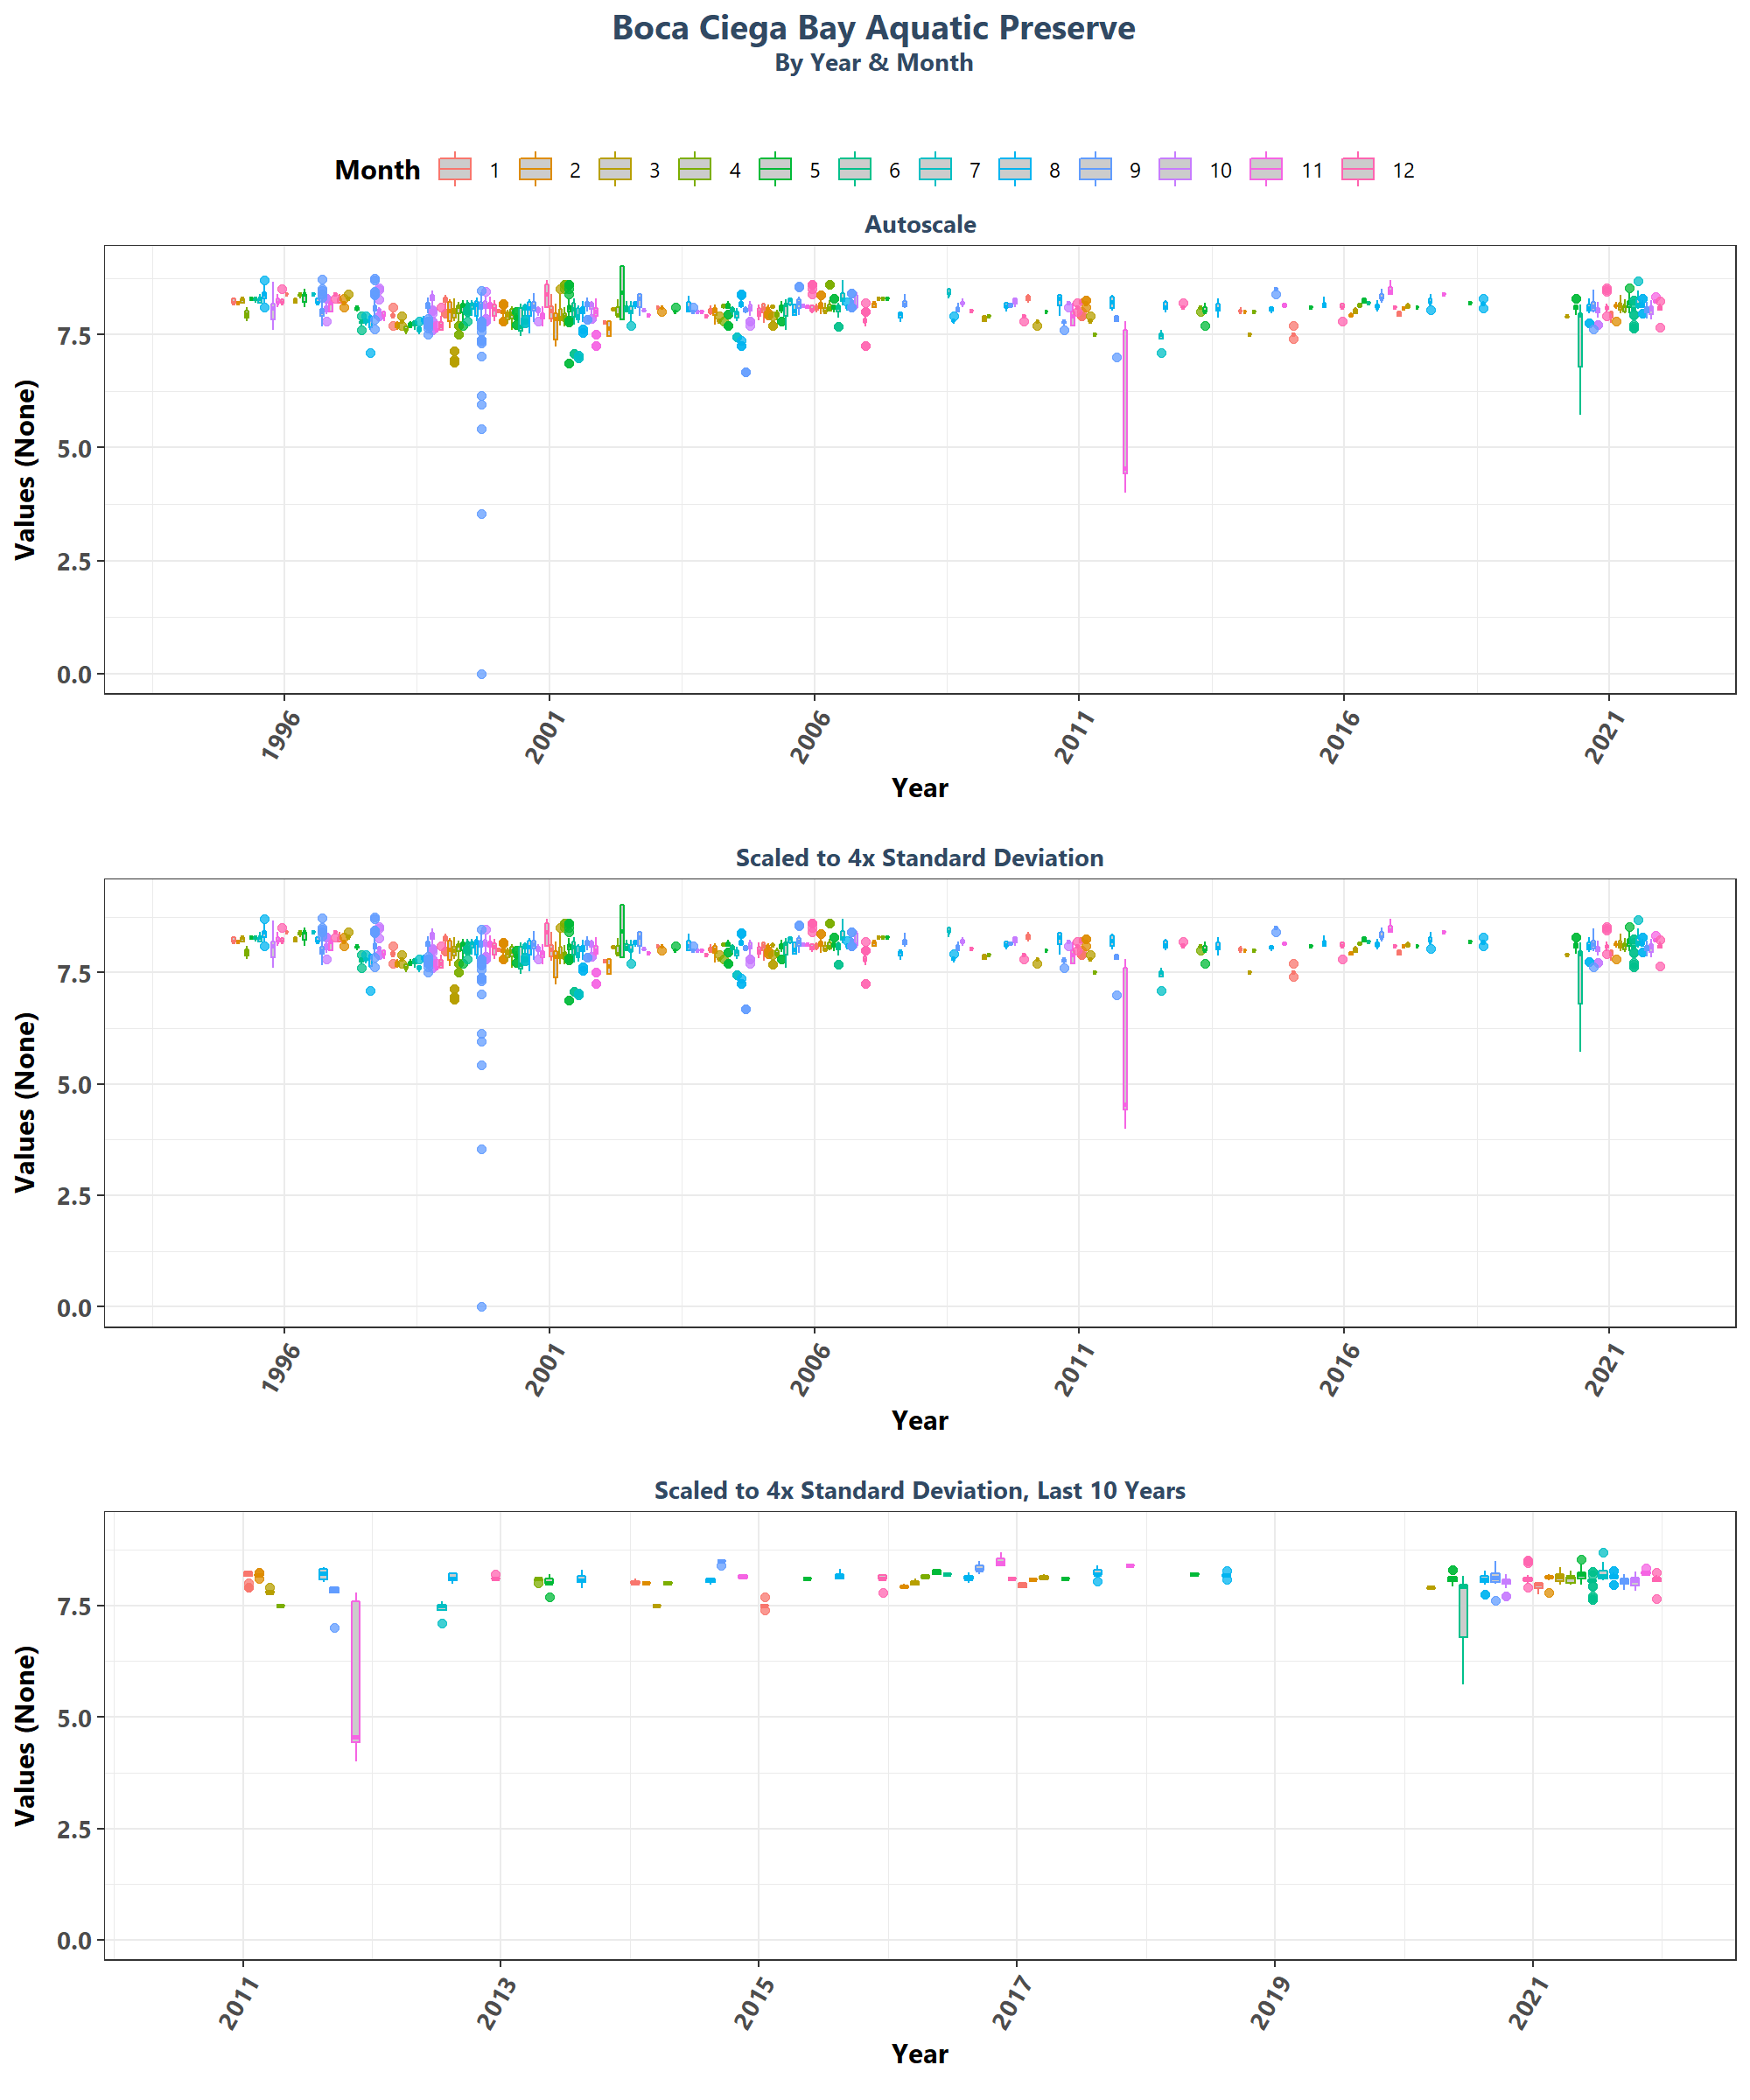 Boca Ciega Bay Aquatic Preserve
By Year & Month
Month 1 2 3 4 5 6 7 8 9 10 11 12
Autoscale
Values (None)
7.5
5.0
2.5
0.0
1996 2001 2006 2011 2016 2021
Year
Scaled to 4x Standard Deviation
Values (None)
7.5
5.0
2.5
0.0
1996 2001 2006 2011 2016 2021
Year
Scaled to 4x Standard Deviation, Last 10 Years
Values (None)
7.5
5.0
2.5
0.0
2011 2013 2015 2017 2019 2021
Year